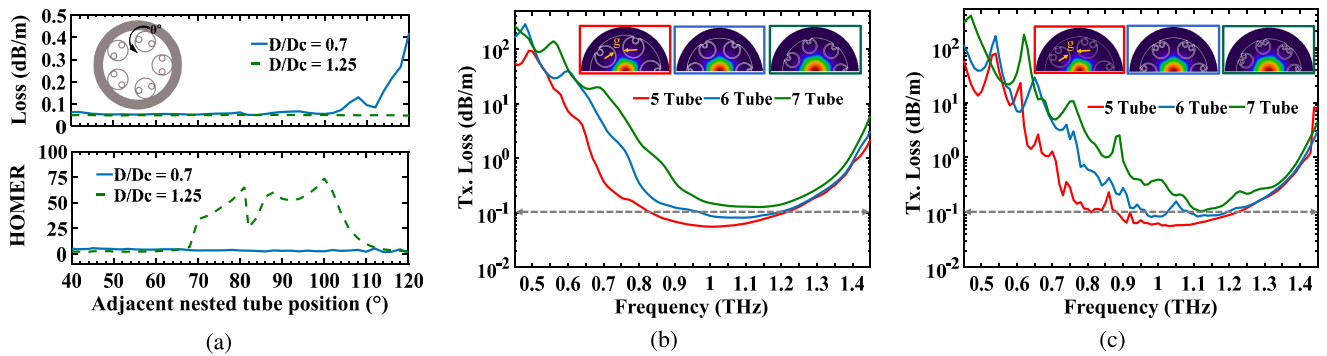 0.5
0.4
0.3
0.2
0.1
0
Loss (dB/m)
0°
D/Dc = 0.7
D/Dc = 1.25
100
75
50
25
0
HOMER
D/Dc = 0.7
D/Dc = 1.25
40 50 60 70 80 90 100 110 120
Adjacent nested tube position (°)
(a)
10²
10¹
10⁰
10⁻¹
10⁻²
Tx. Loss (dB/m)
g
5 Tube 6 Tube 7 Tube
0.5 0.6 0.7 0.8 0.9 1 1.1 1.2 1.3 1.4
Frequency (THz)
(b)
10²
10¹
10⁰
10⁻¹
10⁻²
Tx. Loss (dB/m)
g
5 Tube 6 Tube 7 Tube
0.5 0.6 0.7 0.8 0.9 1 1.1 1.2 1.3 1.4
Frequency (THz)
(c)